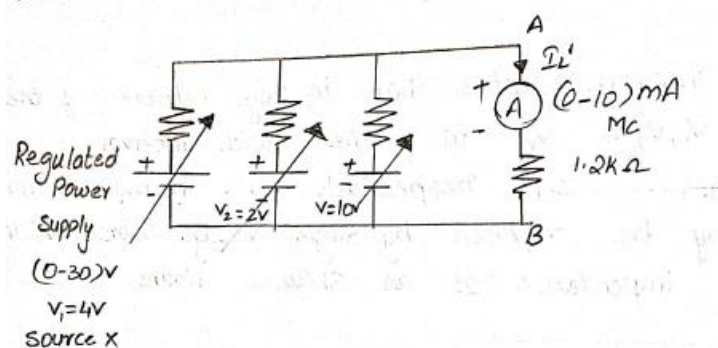 A
IL'
+
A
(0-10)mA
-
MC
1.2KΩ
B
Regulated
Power
Supply
(0-30)V
V₁=4V
Source X
+
-
+
-
V₂=2V
+
-
V=10V